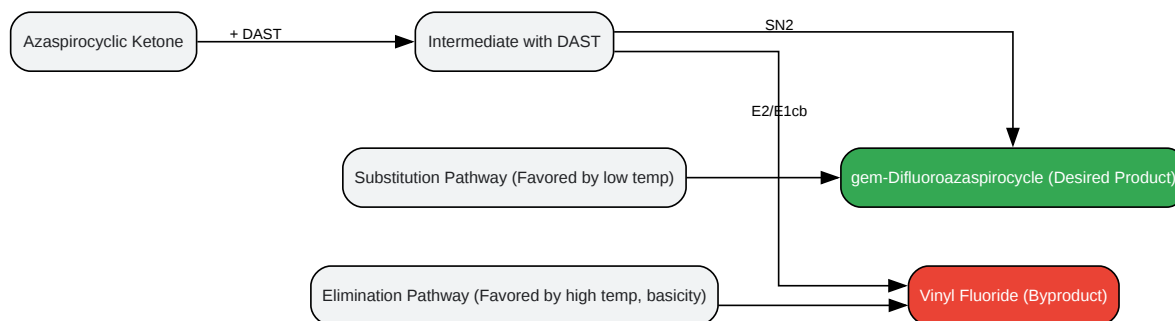 Azaspirocyclic Ketone
+ DAST
Intermediate with DAST
SN2
E2/E1cb
Substitution Pathway (Favored by low temp)
gem-Difluoroazaspirocycle (Desired Product)
Elimination Pathway (Favored by high temp, basicity)
Vinyl Fluoride (Byproduct)